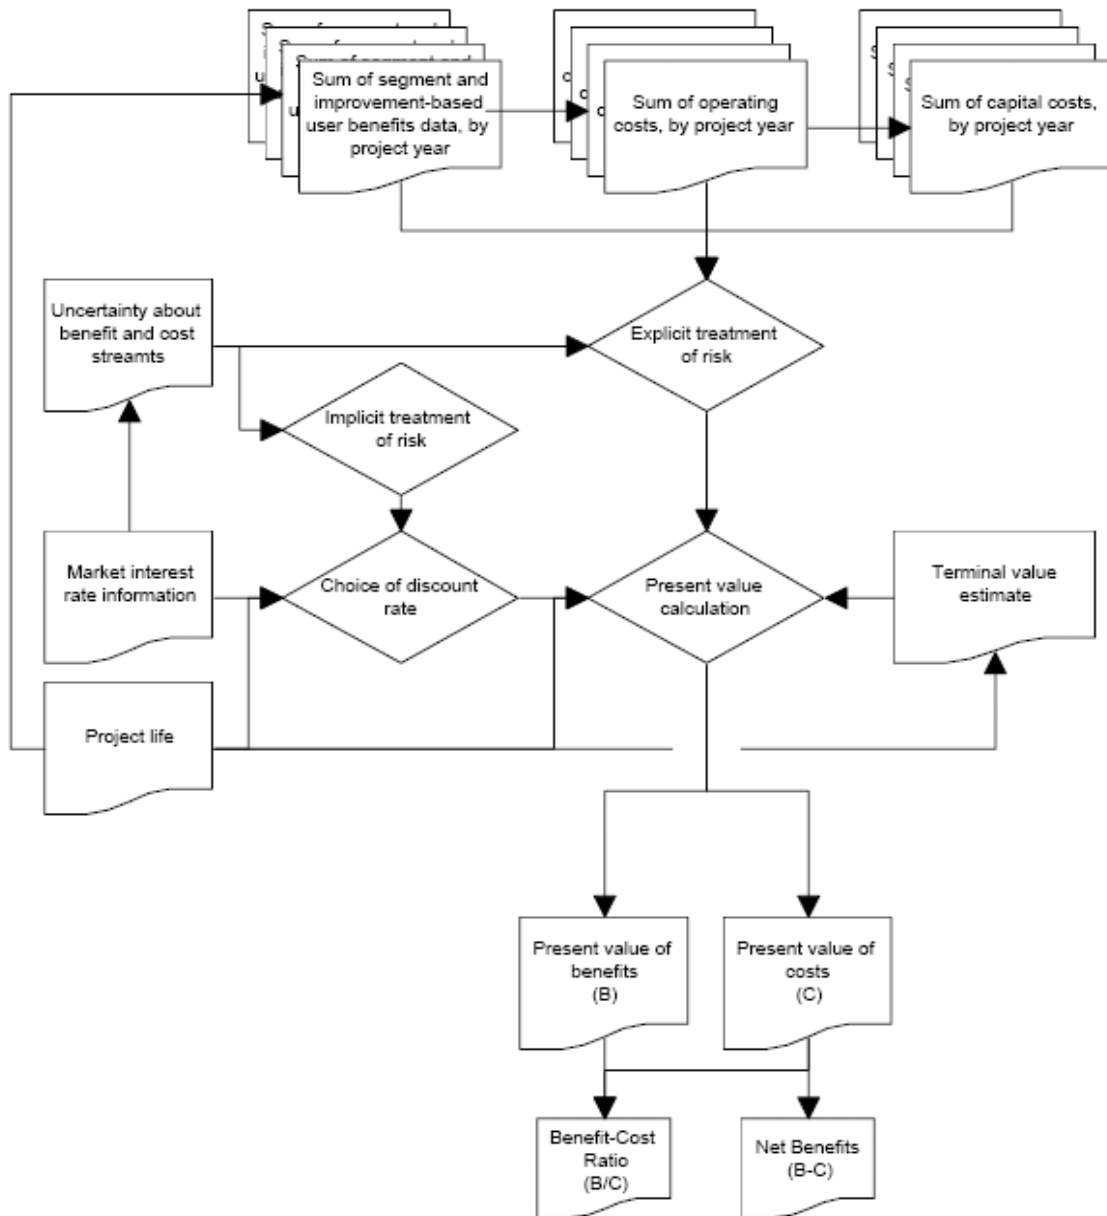 Sum of segment and
improvement-based
user benefits data, by
project year
Sum of operating
costs, by project year
Sum of capital costs,
by project year
Uncertainty about
benefit and cost
streamts
Explicit treatment
of risk
Implicit treatment
of risk
Market interest
rate information
Choice of discount
rate
Present value
calculation
Terminal value
estimate
Project life
Present value of
benefits
(B)
Present value of
costs
(C)
Benefit-Cost
Ratio
(B/C)
Net Benefits
(B-C)